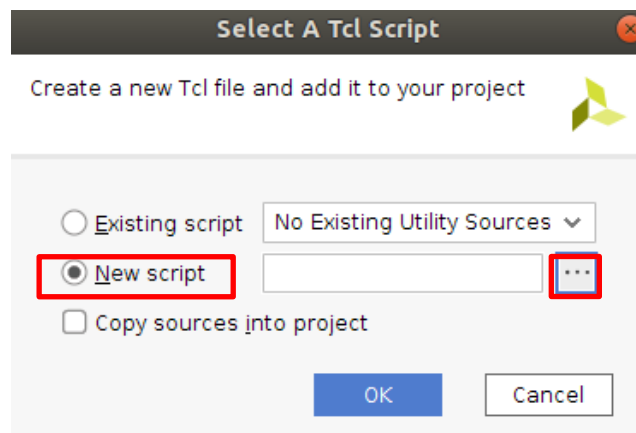 Select A Tcl Script
Create a new Tcl file and add it to your project
Existing script No Existing Utility Sources
New script ...
Copy sources into project
OK Cancel